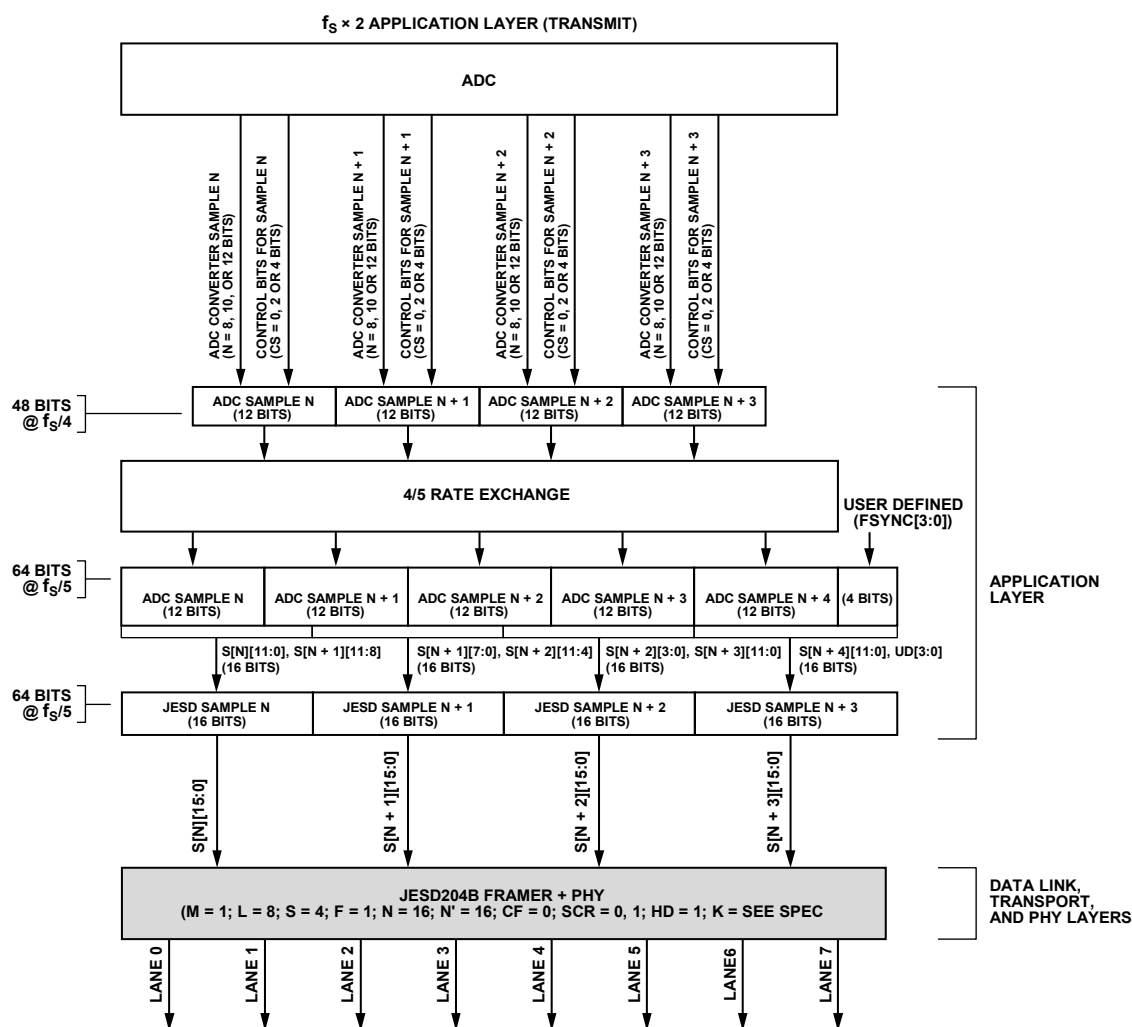 fS × 2 APPLICATION LAYER (TRANSMIT)
ADC
ADC CONVERTER SAMPLE N
(N = 8, 10, OR 12 BITS)
CONTROL BITS FOR SAMPLE N
(CS = 0, 2 OR 4 BITS)
ADC CONVERTER SAMPLE N + 1
(N = 8, 10 OR 12 BITS)
CONTROL BITS FOR SAMPLE N + 1
(CS = 0, 2 OR 4 BITS)
ADC CONVERTER SAMPLE N + 2
(N = 8, 10 OR 12 BITS)
CONTROL BITS FOR SAMPLE N + 2
(CS = 0, 2 OR 4 BITS)
ADC CONVERTER SAMPLE N + 3
(N = 8, 10 OR 12 BITS)
CONTROL BITS FOR SAMPLE N + 3
(CS = 0, 2 OR 4 BITS)
48 BITS
@ fS/4
ADC SAMPLE N
(12 BITS)
ADC SAMPLE N + 1
(12 BITS)
ADC SAMPLE N + 2
(12 BITS)
ADC SAMPLE N + 3
(12 BITS)
4/5 RATE EXCHANGE
USER DEFINED
(FSYNC[3:0])
64 BITS
@ fS/5
ADC SAMPLE N
(12 BITS)
ADC SAMPLE N + 1
(12 BITS)
ADC SAMPLE N + 2
(12 BITS)
ADC SAMPLE N + 3
(12 BITS)
ADC SAMPLE N + 4
(12 BITS)
(4 BITS)
APPLICATION
LAYER
S[N][11:0], S[N + 1][11:8]
(16 BITS)
S[N + 1][7:0], S[N + 2][11:4]
(16 BITS)
S[N + 2][3:0], S[N + 3][11:0]
(16 BITS)
S[N + 4][11:0], UD[3:0]
(16 BITS)
64 BITS
@ fS/5
JESD SAMPLE N
(16 BITS)
JESD SAMPLE N + 1
(16 BITS)
JESD SAMPLE N + 2
(16 BITS)
JESD SAMPLE N + 3
(16 BITS)
S[N][15:0]
S[N + 1][15:0]
S[N + 2][15:0]
S[N + 3][15:0]
JESD204B FRAMER + PHY
(M = 1; L = 8; S = 4; F = 1; N = 16; N' = 16; CF = 0; SCR = 0, 1; HD = 1; K = SEE SPEC
DATA LINK,
TRANSPORT,
AND PHY LAYERS
LANE 0
LANE 1
LANE 2
LANE 3
LANE 4
LANE 5
LANE6
LANE 7